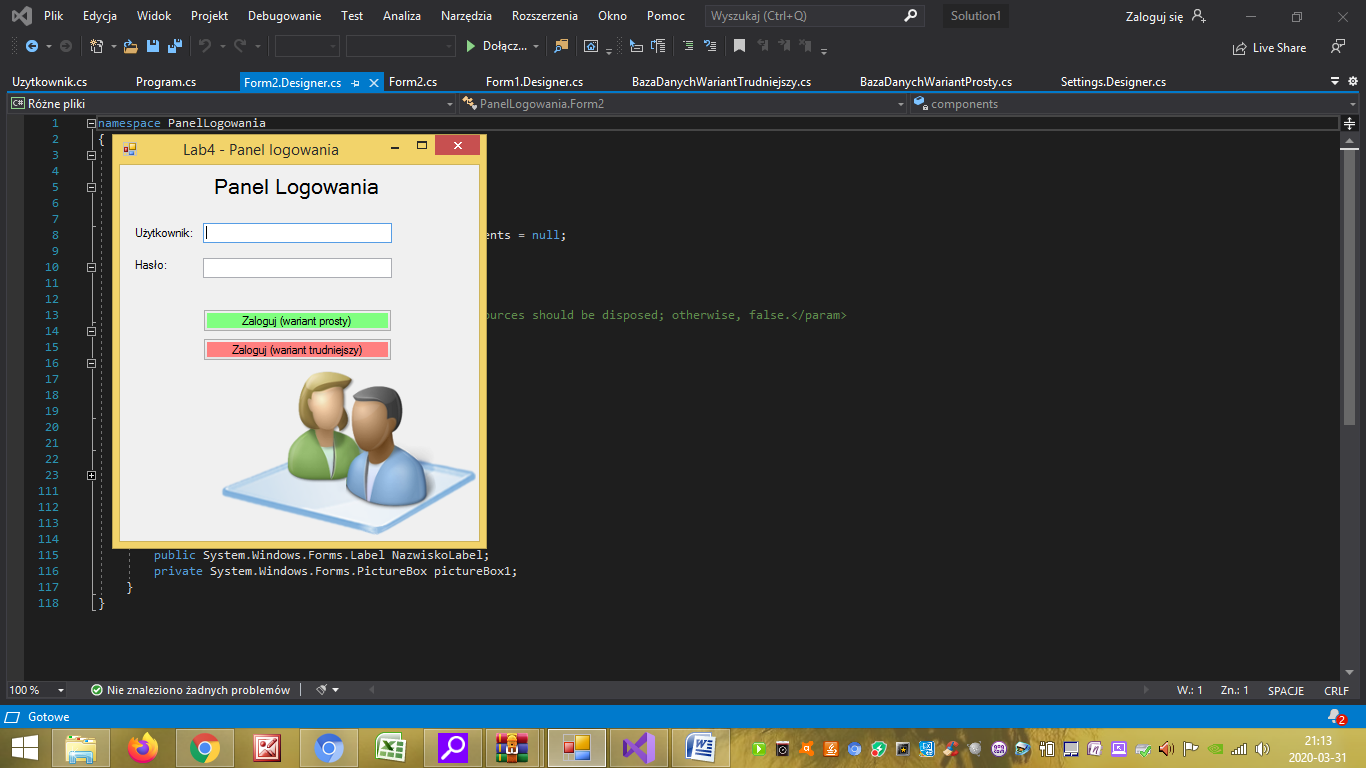 Plik Edycja Widok Projekt Debugowanie Test Analiza Narzędzia Rozszerzenia Okno Pomoc Wyszukaj (Ctrl+Q) Solution1 Zaloguj się
Dołącz... Live Share
Uzytkownik.cs Program.cs Form2.Designer.cs Form2.cs Form1.Designer.cs BazaDanychWariantTrudniejszy.cs BazaDanychWariantProsty.cs Settings.Designer.cs
C# Różne pliki PanelLogowania.Form2 components
1 namespace PanelLogowania
2 {
3
4
5
6
7
8 ents = null;
9
10
11
12
13 ources should be disposed; otherwise, false.</param>
14
15
16
17
18
19
20
21
22
23
111
112
113
114
115 public System.Windows.Forms.Label NazwiskoLabel;
116 private System.Windows.Forms.PictureBox pictureBox1;
117 }
118 }
Lab4 - Panel logowania
Panel Logowania
Użytkownik:
Hasło:
Zaloguj (wariant prosty)
Zaloguj (wariant trudniejszy)
100 % Nie znaleziono żadnych problemów W.: 1 Zn.: 1 SPACJE CRLF
Gotowe 2
21:13
2020-03-31